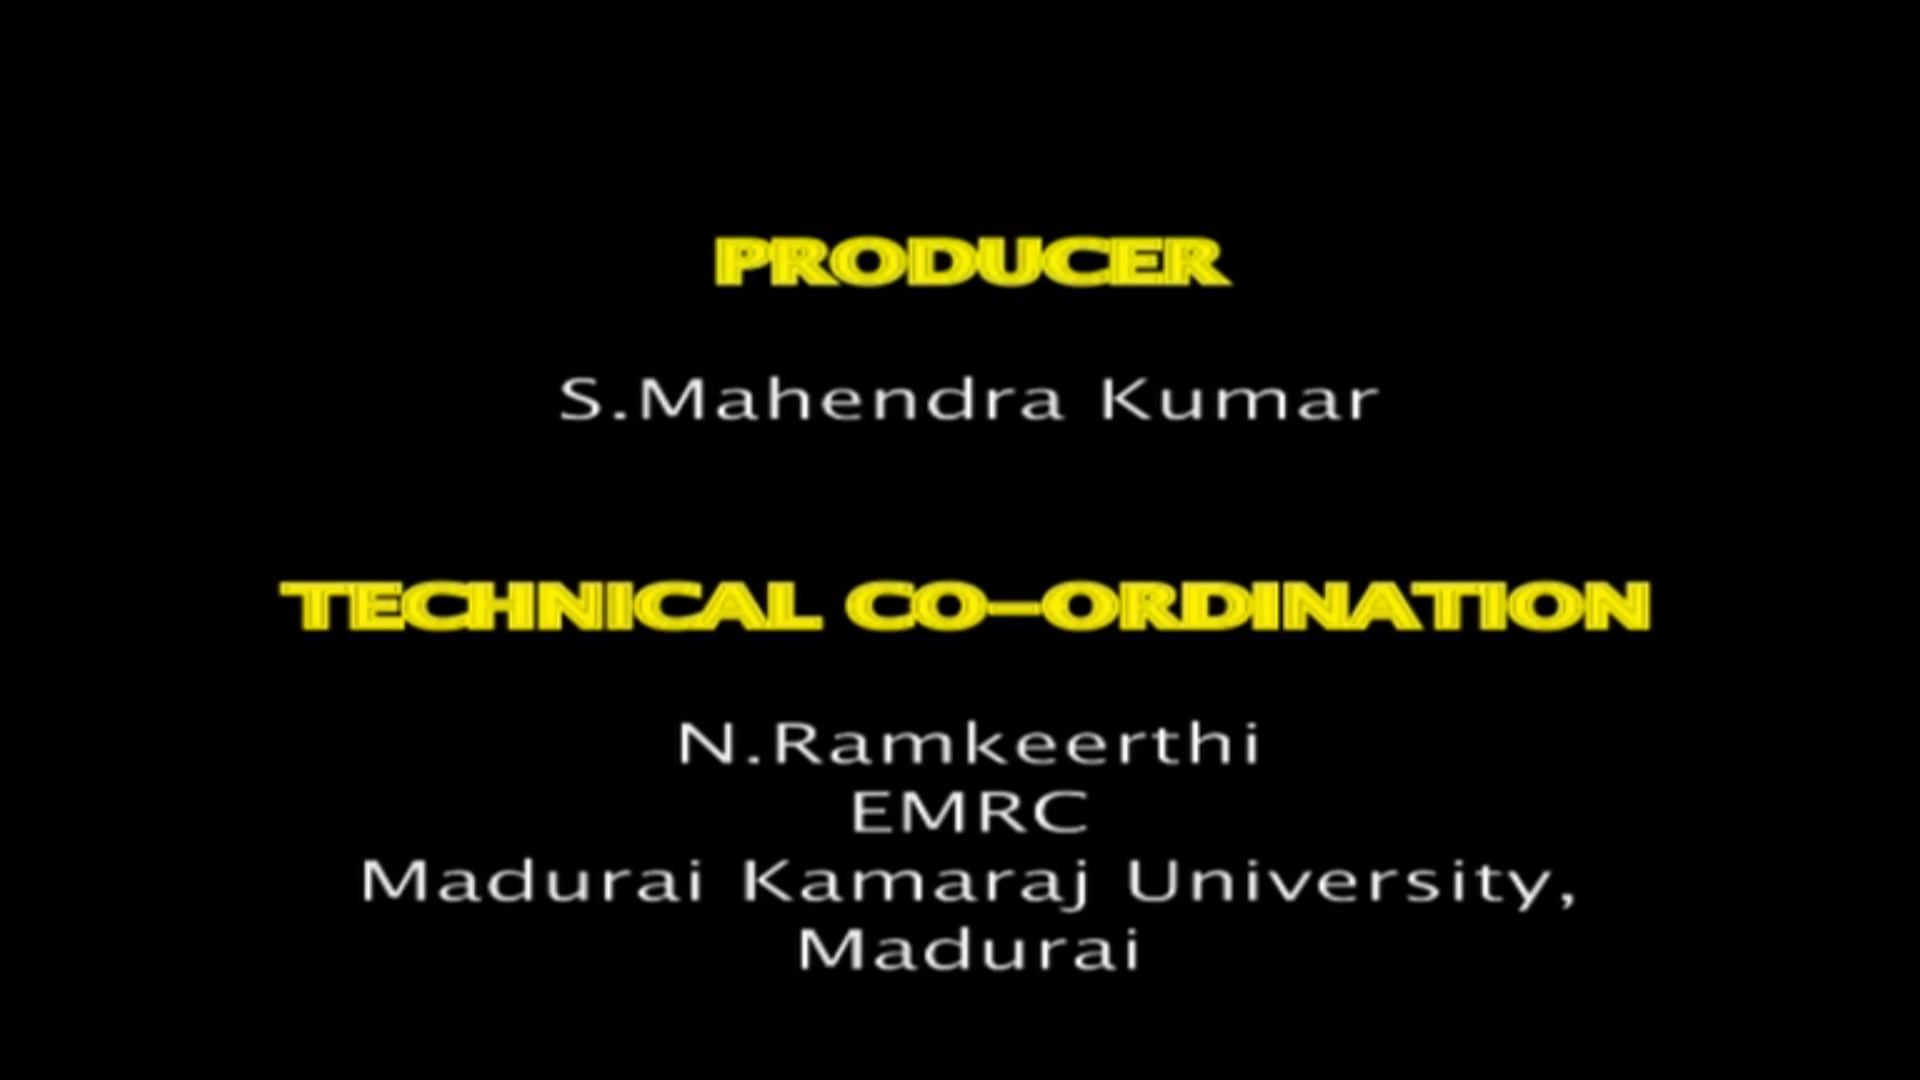 PRODUCER
S.Mahendra Kumar
TECHNICAL CO-ORDINATION
N.Ramkeerthi
EMRC
Madurai Kamaraj University,
Madurai